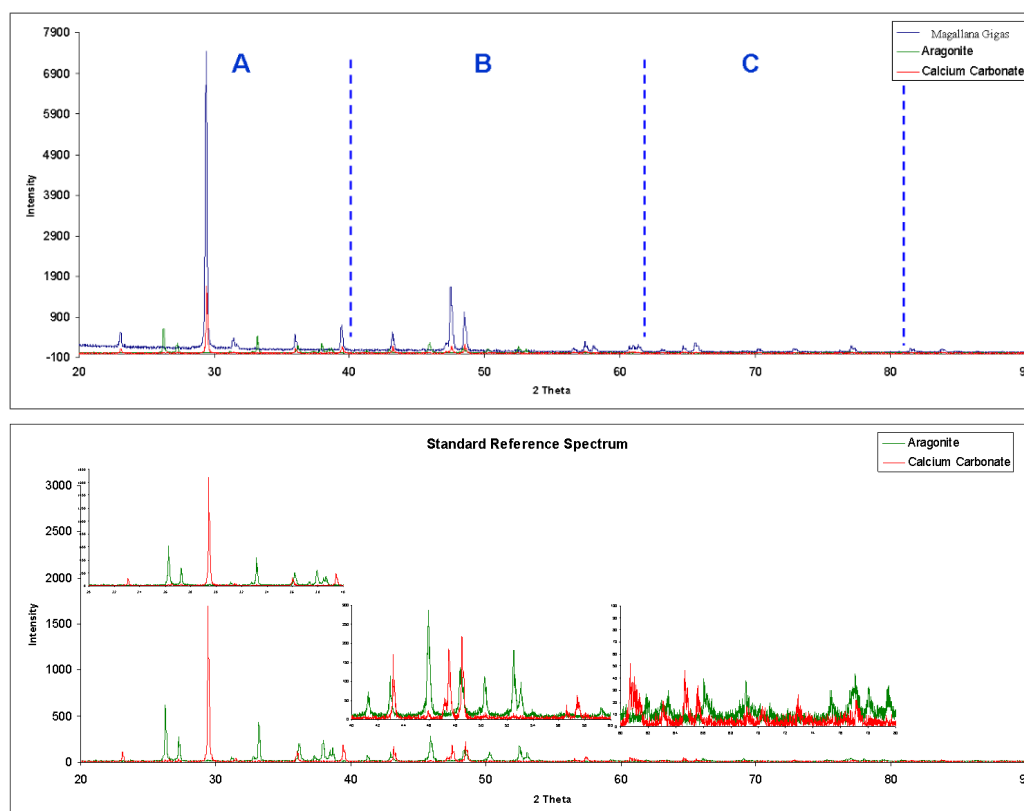 7900
6900
5900
4900
3900
2900
1900
900
-100
Intensity
A
B
C
Magallana Gigas
Aragonite
Calcium Carbonate
20 30 40 50 60 70 80 90
2 Theta
Standard Reference Spectrum
Aragonite
Calcium Carbonate
3000
2500
2000
1500
1000
500
0
Intensity
20 30 40 50 60 70 80 90
2 Theta